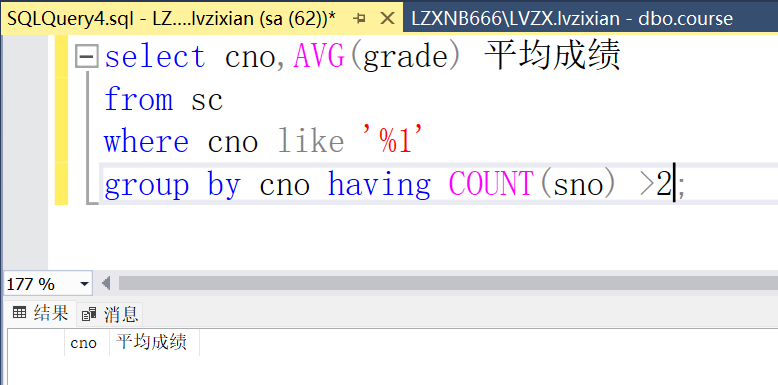 SQLQuery4.sql - LZ....lvzixian (sa (62))* LZXNB666\LVZX.lvzixian - dbo.course
select cno,AVG(grade) 平均成绩
from sc
where cno like '%1'
group by cno having COUNT(sno) >2;
177 %
结果 消息
cno 平均成绩